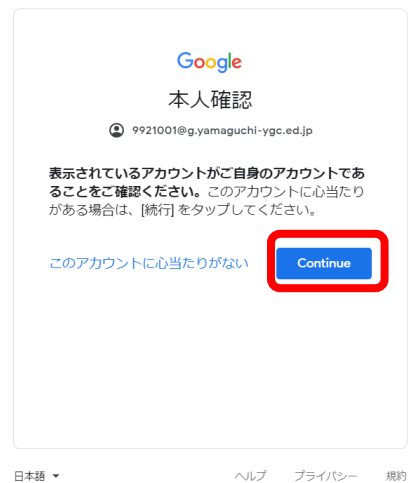 Google
本人確認
9921001@g.yamaguchi-ygc.ed.jp
表示されているアカウントがご自身のアカウントであ
ることをご確認ください。このアカウントに心当たり
がある場合は、[続行] をタップしてください。
このアカウントに心当たりがない
Continue
日本語
ヘルプ
プライバシー
規約